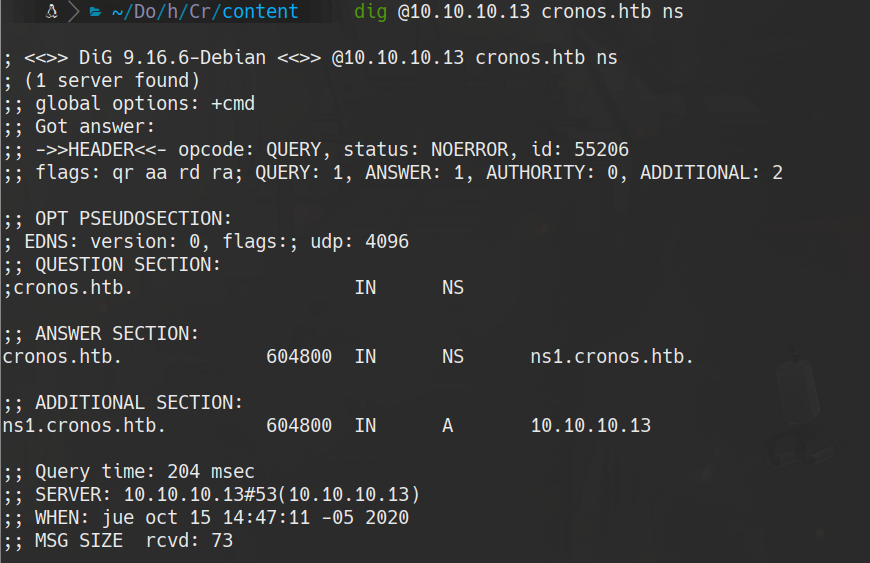 ~/Do/h/Cr/content dig @10.10.10.13 cronos.htb ns
; <<>> DiG 9.16.6-Debian <<>> @10.10.10.13 cronos.htb ns
; (1 server found)
;; global options: +cmd
;; Got answer:
;; ->>HEADER<<- opcode: QUERY, status: NOERROR, id: 55206
;; flags: qr aa rd ra; QUERY: 1, ANSWER: 1, AUTHORITY: 0, ADDITIONAL: 2
;; OPT PSEUDOSECTION:
; EDNS: version: 0, flags:; udp: 4096
;; QUESTION SECTION:
;cronos.htb. IN NS
;; ANSWER SECTION:
cronos.htb. 604800 IN NS ns1.cronos.htb.
;; ADDITIONAL SECTION:
ns1.cronos.htb. 604800 IN A 10.10.10.13
;; Query time: 204 msec
;; SERVER: 10.10.10.13#53(10.10.10.13)
;; WHEN: jue oct 15 14:47:11 -05 2020
;; MSG SIZE rcvd: 73